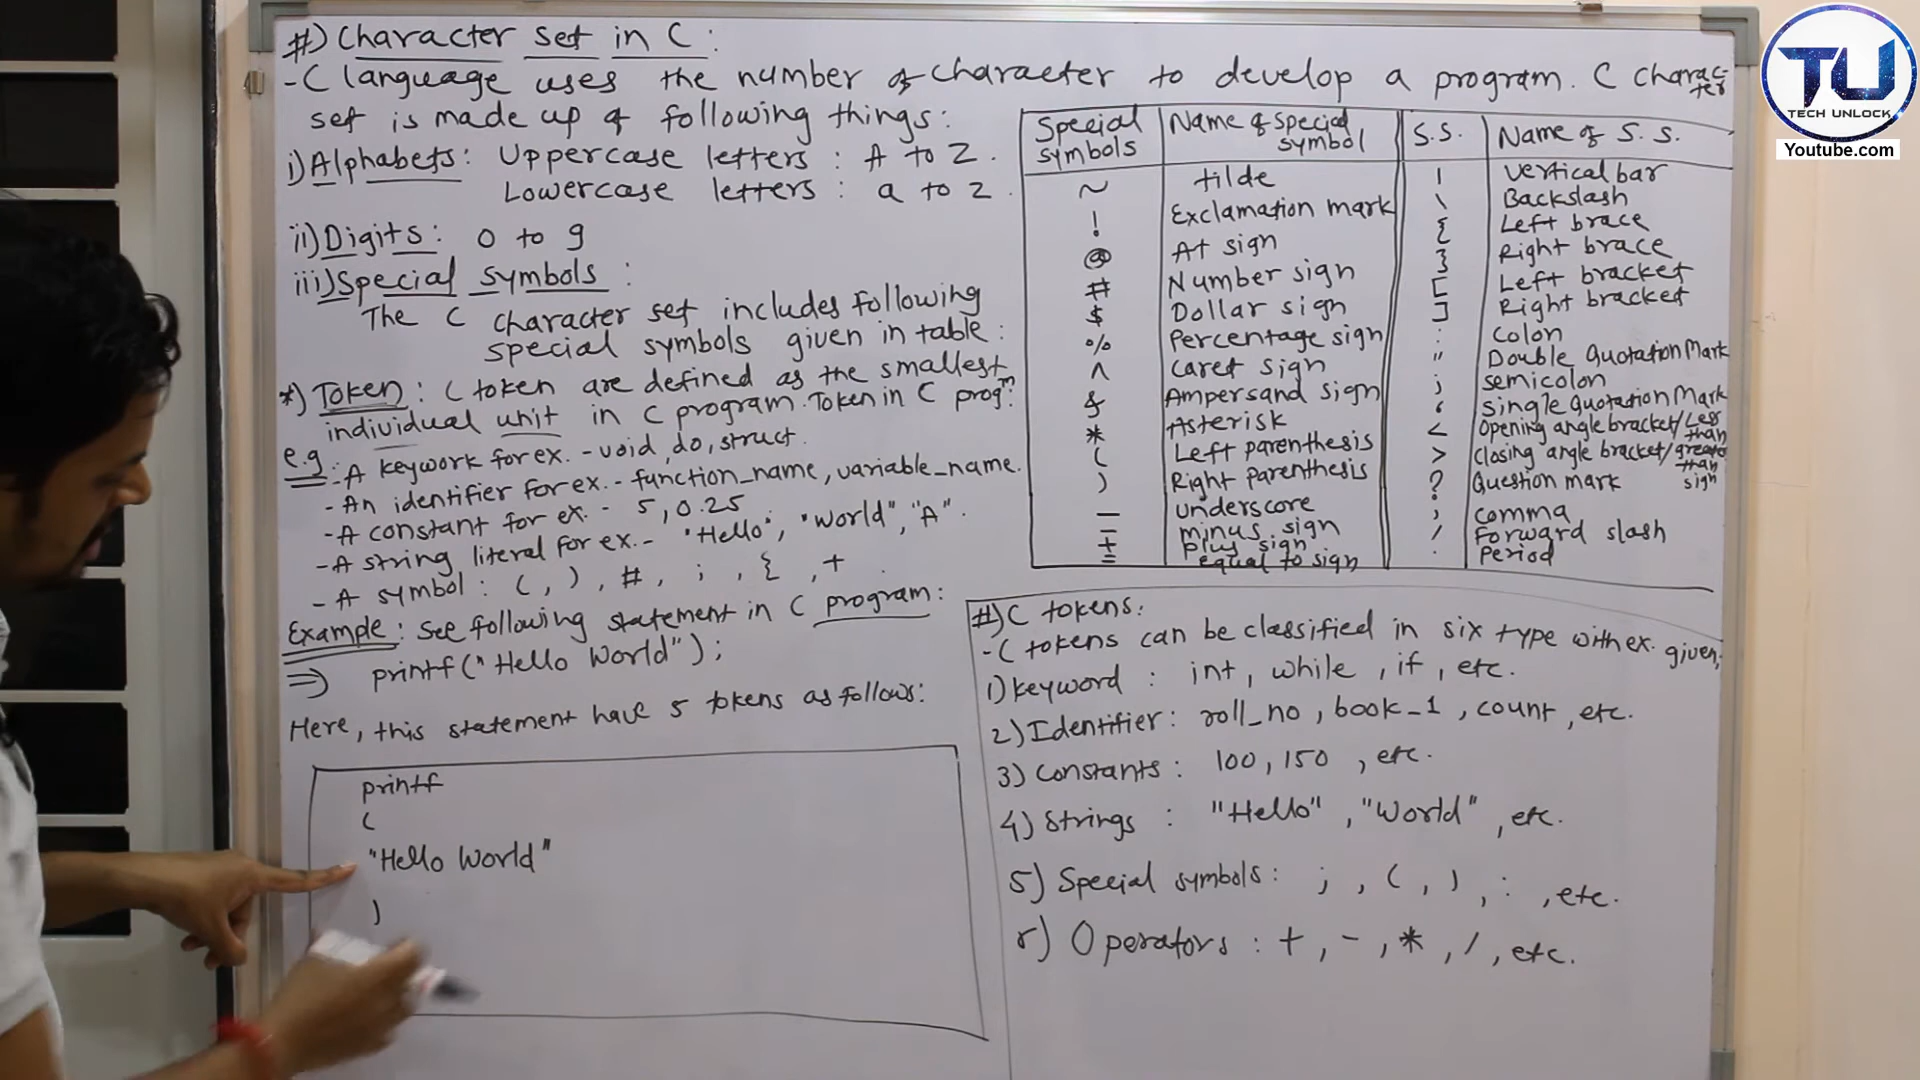 #) Character set in C :
- C language uses the number of character to develop a program. C charac-
ter
set is made up of following things:
i) Alphabets: Uppercase letters : A to Z .
Lowercase letters : a to z .
ii) Digits : 0 to 9
iii) Special symbols :
The C character set includes following
special symbols given in table :
*) Token : C token are defined as the smallest
individual unit in C program. Token in C progm.
e.g. - A keywork for ex. - void, do, struct.
- An identifier for ex. - function_name, variable_name.
- A constant for ex. - 5, 0.25
- A string literal for ex. - "Hello", "World", "A".
- A symbol : ( , ) , # , ; , { , + .
Example : See following statement in C program :
⇒ printf("Hello World");
Here, this statement have 5 tokens as follows:
printf
(
"Hello World"
)
Special symbols | Name of special symbol | S.S. | Name of S.S.
~ tilde | Vertical bar
! Exclamation mark \ Backslash
@ At sign { Left brace
# Number sign } Right brace
$ Dollar sign [ Left bracket
% Percentage sign ] Right bracket
^ Caret sign : Colon
& Ampersand sign " Double Quotation Mark
* Asterisk ; semicolon
( Left parenthesis ' Single Quotation Mark
) Right parenthesis < Opening angle bracket/Less than
_ underscore > Closing angle bracket/greater than sign
- minus sign ? Question mark
+ plus sign , comma
= equal to sign / Forward slash
. Period
#) C tokens:
- C tokens can be classified in six type with ex. given;
1) Keyword : int, while, if, etc.
2) Identifier : roll_no, book_1, count, etc.
3) Constants : 100, 150, etc.
4) Strings : "Hello", "World", etc.
5) Special symbols : ; , ( , ) , : , etc.
r) Operators : + , - , * , / , etc.
TU
TECH UNLOCK
Youtube.com